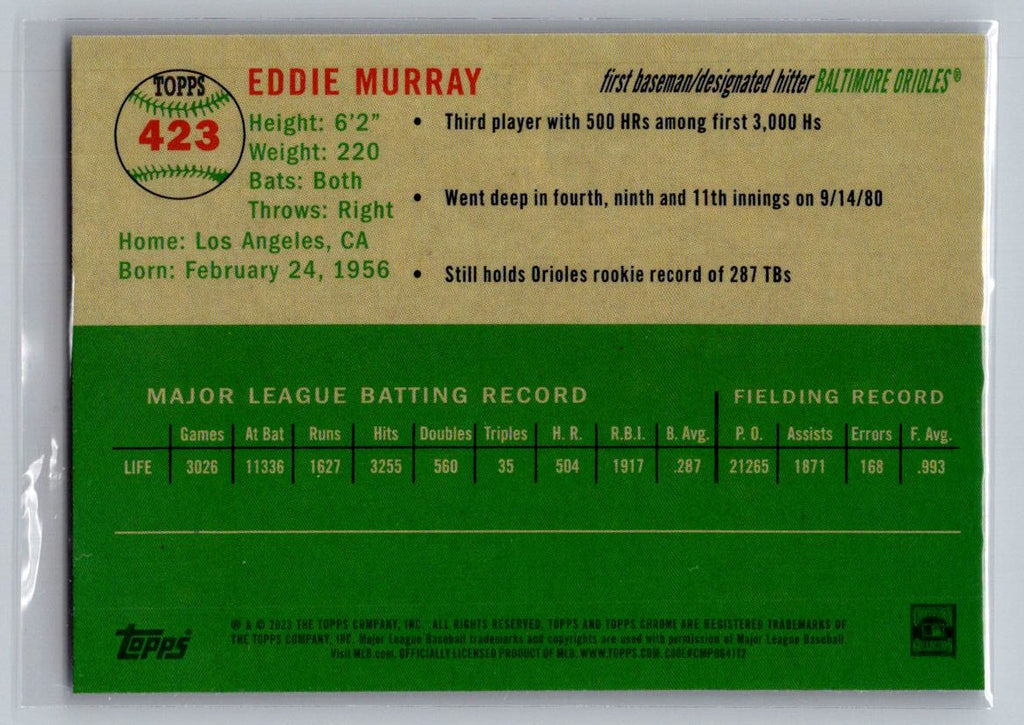 TOPPS
423
EDDIE MURRAY
first baseman/designated hitter BALTIMORE ORIOLES®
Height: 6'2"
Weight: 220
Bats: Both
Throws: Right
Home: Los Angeles, CA
Born: February 24, 1956
• Third player with 500 HRs among first 3,000 Hs
• Went deep in fourth, ninth and 11th innings on 9/14/80
• Still holds Orioles rookie record of 287 TBs
MAJOR LEAGUE BATTING RECORD FIELDING RECORD
Games At Bat Runs Hits Doubles Triples H. R. R.B.I. B. Avg. P. O. Assists Errors F. Avg.
LIFE 3026 11336 1627 3255 560 35 504 1917 .287 21265 1871 168 .993
Topps
® & © 2023 THE TOPPS COMPANY, INC. ALL RIGHTS RESERVED. TOPPS AND TOPPS CHROME ARE REGISTERED TRADEMARKS OF
THE TOPPS COMPANY, INC. Major League Baseball trademarks and copyrights are used with permission of Major League Baseball.
Visit MLB.com. OFFICIALLY LICENSED PRODUCT OF MLB. WWW.TOPPS.COM. CODE#CMP064112